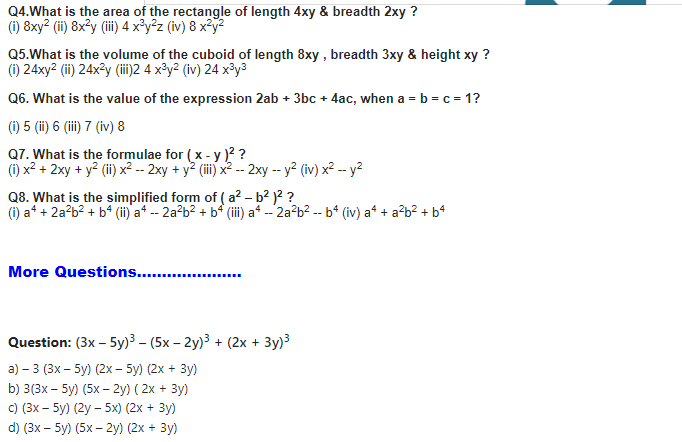 Q4.What is the area of the rectangle of length 4xy & breadth 2xy ?
(i) 8xy² (ii) 8x²y (iii) 4 x³y²z (iv) 8 x²y²
Q5.What is the volume of the cuboid of length 8xy , breadth 3xy & height xy ?
(i) 24xy² (ii) 24x²y (iii)2 4 x³y² (iv) 24 x³y³
Q6. What is the value of the expression 2ab + 3bc + 4ac, when a = b = c = 1?
(i) 5 (ii) 6 (iii) 7 (iv) 8
Q7. What is the formulae for ( x - y )² ?
(i) x² + 2xy + y² (ii) x² -- 2xy + y² (iii) x² -- 2xy -- y² (iv) x² -- y²
Q8. What is the simplified form of ( a² – b² )² ?
(i) a⁴ + 2a²b² + b⁴ (ii) a⁴ -- 2a²b² + b⁴ (iii) a⁴ -- 2a²b² -- b⁴ (iv) a⁴ + a²b² + b⁴
More Questions......................
Question: (3x – 5y)³ – (5x – 2y)³ + (2x + 3y)³
a) – 3 (3x – 5y) (2x – 5y) (2x + 3y)
b) 3(3x – 5y) (5x – 2y) ( 2x + 3y)
c) (3x – 5y) (2y – 5x) (2x + 3y)
d) (3x – 5y) (5x – 2y) (2x + 3y)